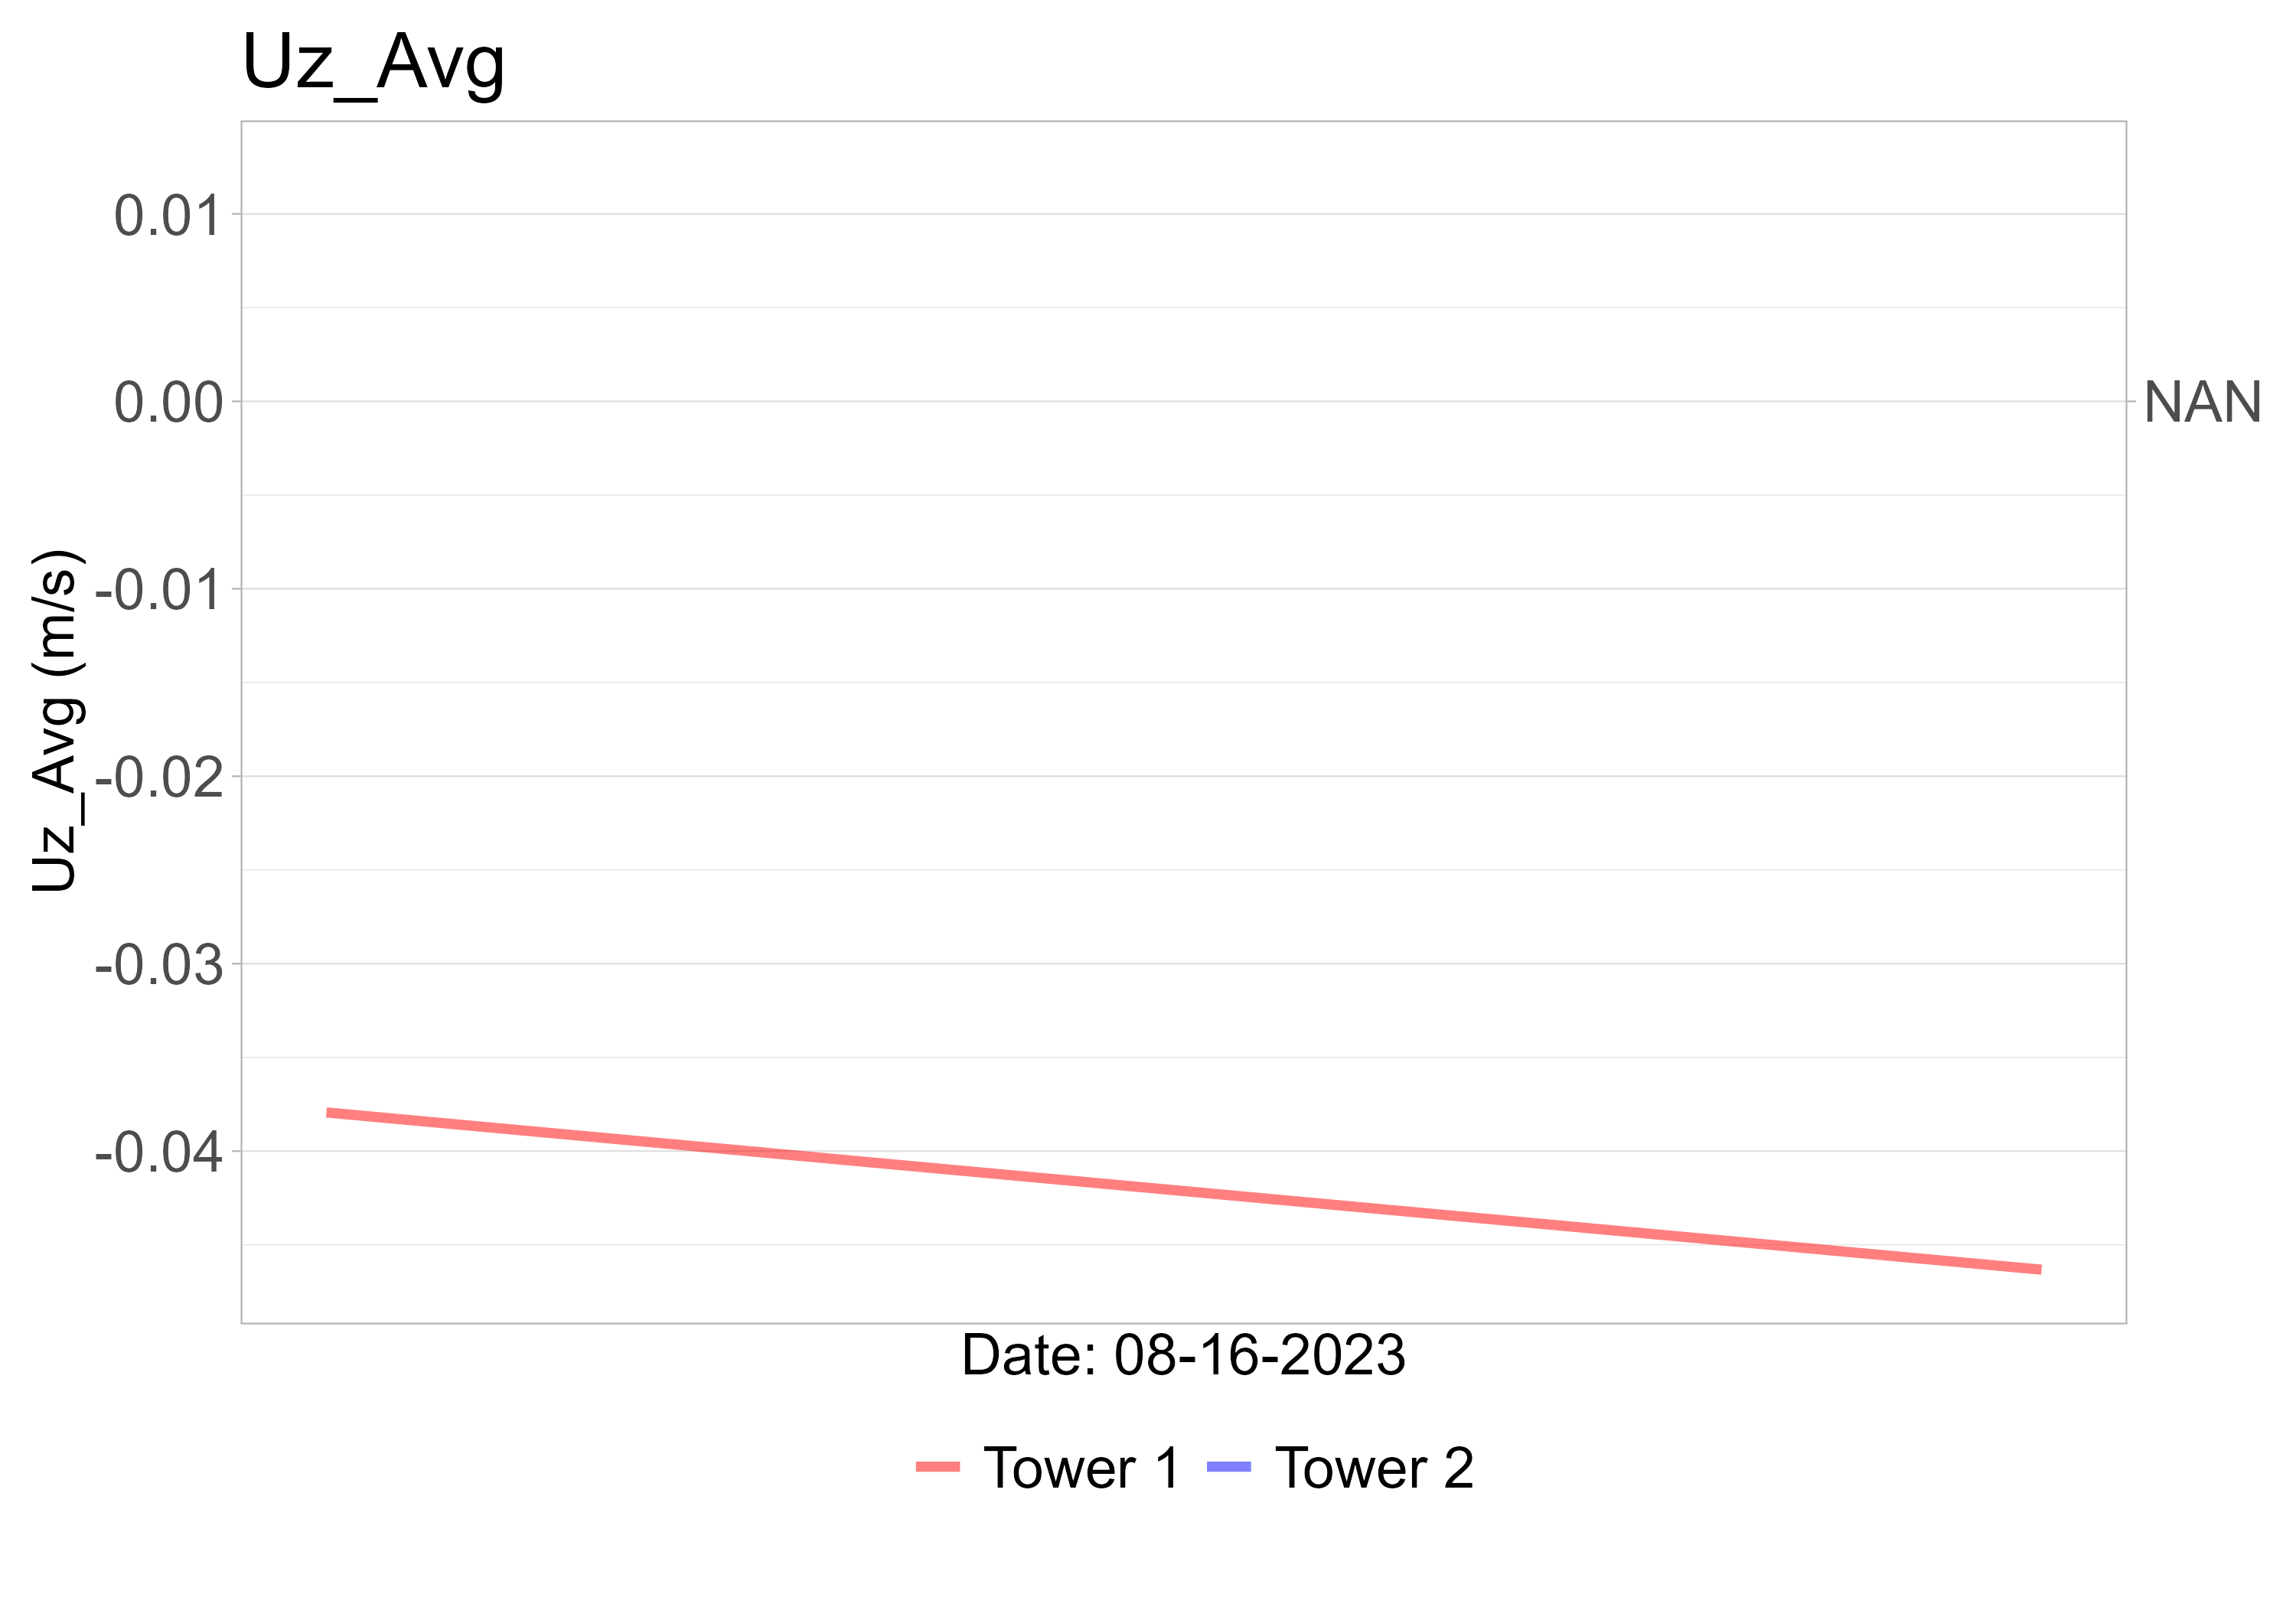 Uz_Avg
0.01
0.00
NAN
-0.01
-0.02
-0.03
-0.04
Uz_Avg (m/s)
Date: 08-16-2023
Tower 1 Tower 2